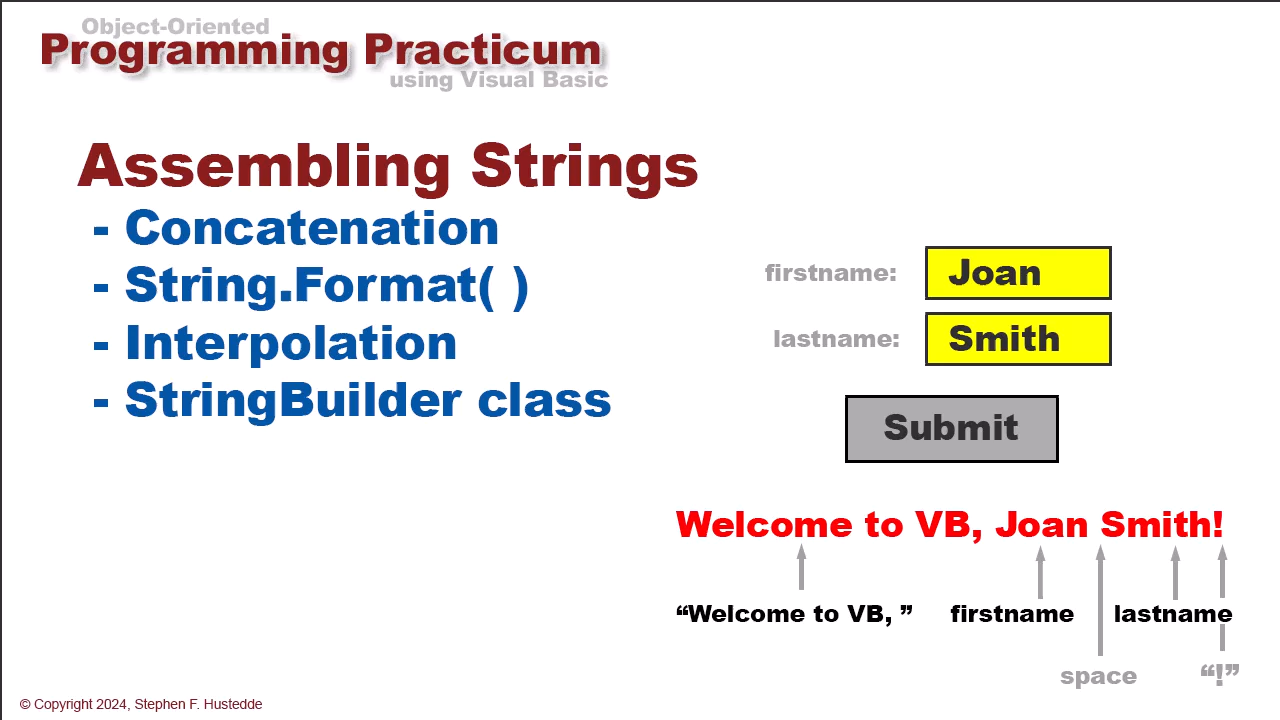 Object-Oriented
Programming Practicum
using Visual Basic
Assembling Strings
- Concatenation
- String.Format( )
- Interpolation
- StringBuilder class
firstname: Joan
lastname: Smith
Submit
Welcome to VB, Joan Smith!
“Welcome to VB, ” firstname lastname
space “!”
© Copyright 2024, Stephen F. Hustedde